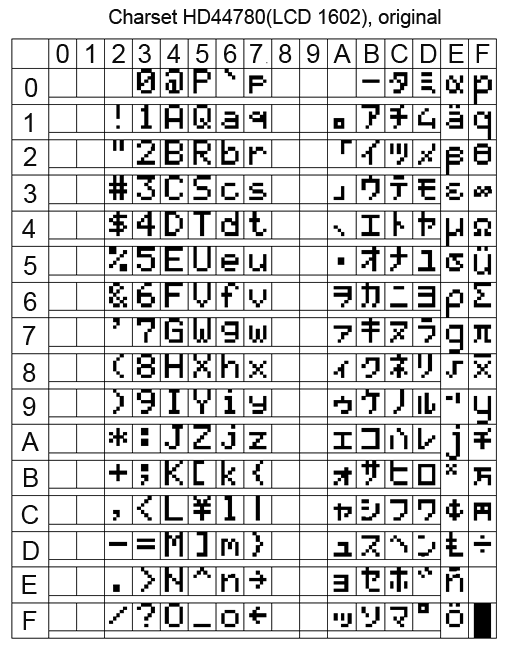 Charset HD44780(LCD 1602), original
0 1 2 3 4 5 6 7 8 9 A B C D E F
0 0 @ P ` p ー タ ミ α p
1 ! 1 A Q a q 。 ア チ ム ä q
2 " 2 B R b r 「 イ ツ メ β θ
3 # 3 C S c s 」 ウ テ モ ε ∞
4 $ 4 D T d t 、 エ ト ヤ μ Ω
5 % 5 E U e u ・ オ ナ ユ σ ü
6 & 6 F V f v ヲ カ ニ ヨ ρ Σ
7 ' 7 G W g w ァ キ ヌ ラ g π
8 ( 8 H X h x ィ ク ネ リ √ x̄
9 ) 9 I Y i y ゥ ケ ノ ル ⁻¹ y
A * : J Z j z ェ コ ハ レ j 千
B + ; K [ k { ォ サ ヒ ロ ˣ 万
C , < L ¥ l | ャ シ フ ワ ¢ 円
D - = M ] m } ュ ス ヘ ン Ł ÷
E . > N ^ n → ョ セ ホ ゛ ñ
F / ? O _ o ← ッ ソ マ ゜ ö █